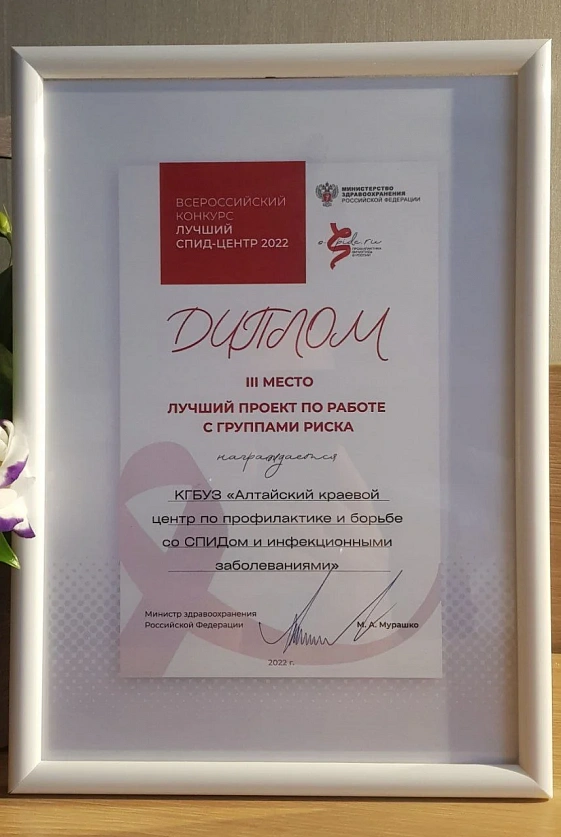 ВСЕРОССИЙСКИЙ
КОНКУРС
ЛУЧШИЙ
СПИД-ЦЕНТР 2022
МИНИСТЕРСТВО
ЗДРАВООХРАНЕНИЯ
РОССИЙСКОЙ ФЕДЕРАЦИИ
o-spide.ru
ДИПЛОМ
III МЕСТО
ЛУЧШИЙ ПРОЕКТ ПО РАБОТЕ
С ГРУППАМИ РИСКА
награждается
КГБУЗ «Алтайский краевой
центр по профилактике и борьбе
со СПИДом и инфекционными
заболеваниями»
Министр здравоохранения
Российской Федерации
М. А. Мурашко
2022 г.